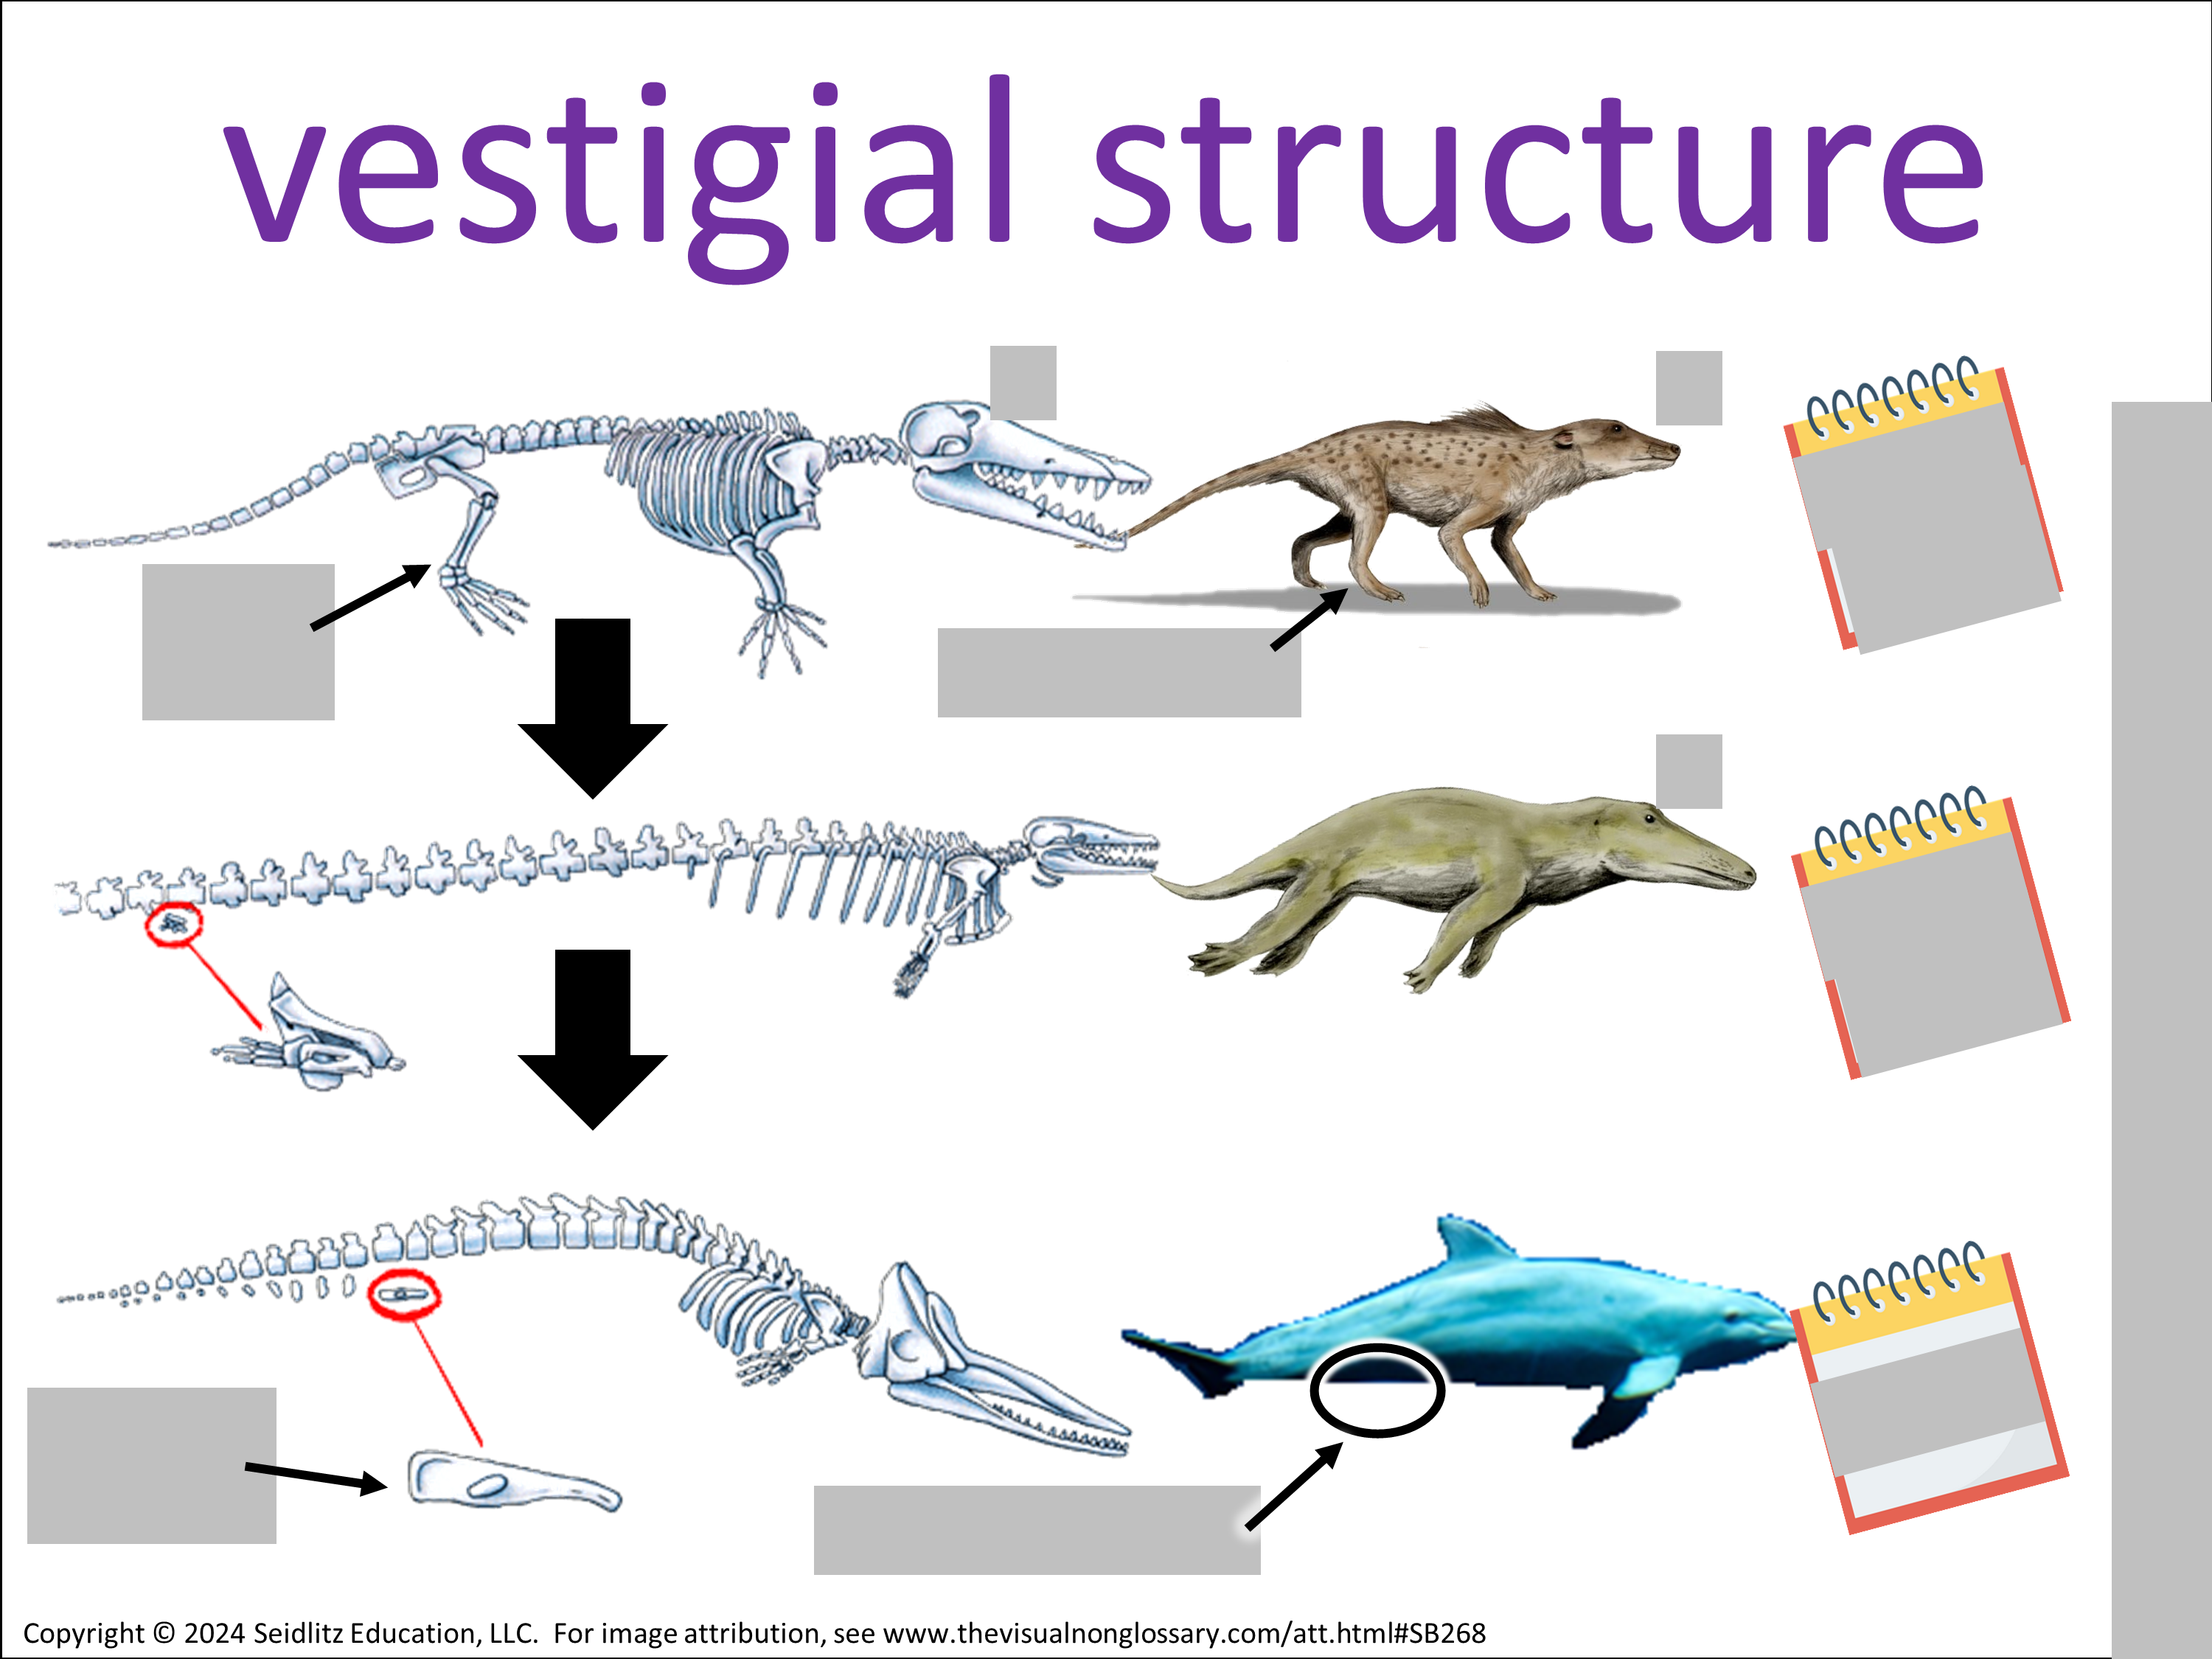 vestigial structure
Copyright © 2024 Seidlitz Education, LLC.  For image attribution, see www.thevisualnonglossary.com/att.html#SB268